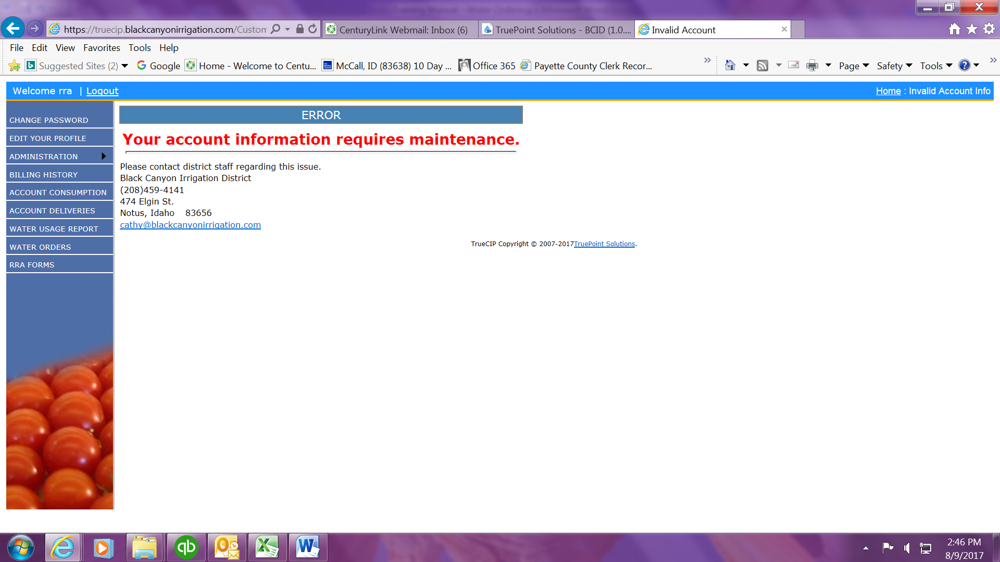 https://truecip.blackcanyonirrigation.com/Custom
CenturyLink Webmail: Inbox (6)
TruePoint Solutions - BCID (1.0....
Invalid Account
File Edit View Favorites Tools Help
Suggested Sites (2)
Google
Home - Welcome to Centu...
McCall, ID (83638) 10 Day ...
Office 365
Payette County Clerk Recor...
Page Safety Tools
Welcome rra | Logout
Home : Invalid Account Info
CHANGE PASSWORD
EDIT YOUR PROFILE
ADMINISTRATION
BILLING HISTORY
ACCOUNT CONSUMPTION
ACCOUNT DELIVERIES
WATER USAGE REPORT
WATER ORDERS
RRA FORMS
ERROR
Your account information requires maintenance.
Please contact district staff regarding this issue.
Black Canyon Irrigation District
(208)459-4141
474 Elgin St.
Notus, Idaho 83656
cathy@blackcanyonirrigation.com
TrueCIP Copyright © 2007-2017TruePoint Solutions.
2:46 PM
8/9/2017